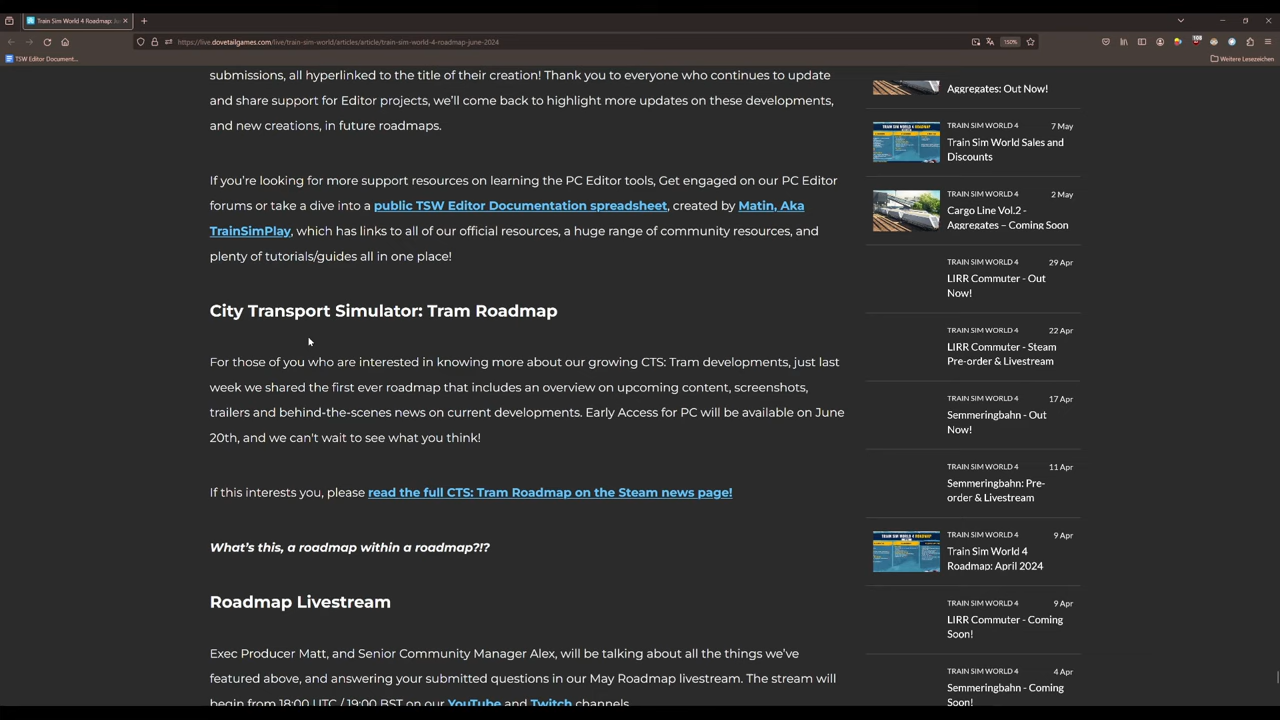 Train Sim World 4 Roadmap: Ju
https://live.dovetailgames.com/live/train-sim-world/articles/article/train-sim-world-4-roadmap-june-2024
150%
108
TSW Editor Document...
Weitere Lesezeichen
submissions, all hyperlinked to the title of their creation! Thank you to everyone who continues to update
and share support for Editor projects, we'll come back to highlight more updates on these developments,
and new creations, in future roadmaps.
If you're looking for more support resources on learning the PC Editor tools, Get engaged on our PC Editor
forums or take a dive into a public TSW Editor Documentation spreadsheet, created by Matin, Aka
TrainSimPlay, which has links to all of our official resources, a huge range of community resources, and
plenty of tutorials/guides all in one place!
City Transport Simulator: Tram Roadmap
For those of you who are interested in knowing more about our growing CTS: Tram developments, just last
week we shared the first ever roadmap that includes an overview on upcoming content, screenshots,
trailers and behind-the-scenes news on current developments. Early Access for PC will be available on June
20th, and we can't wait to see what you think!
If this interests you, please read the full CTS: Tram Roadmap on the Steam news page!
What's this, a roadmap within a roadmap?!?
Roadmap Livestream
Exec Producer Matt, and Senior Community Manager Alex, will be talking about all the things we've
featured above, and answering your submitted questions in our May Roadmap livestream. The stream will
begin from 18:00 UTC / 19:00 BST on our YouTube and Twitch channels.
Aggregates: Out Now!
TRAIN SIM WORLD 4 7 May
Train Sim World Sales and
Discounts
TRAIN SIM WORLD 4 2 May
Cargo Line Vol.2 -
Aggregates – Coming Soon
TRAIN SIM WORLD 4 29 Apr
LIRR Commuter - Out
Now!
TRAIN SIM WORLD 4 22 Apr
LIRR Commuter - Steam
Pre-order & Livestream
TRAIN SIM WORLD 4 17 Apr
Semmeringbahn - Out
Now!
TRAIN SIM WORLD 4 11 Apr
Semmeringbahn: Pre-
order & Livestream
TRAIN SIM WORLD 4 9 Apr
Train Sim World 4
Roadmap: April 2024
TRAIN SIM WORLD 4 9 Apr
LIRR Commuter - Coming
Soon!
TRAIN SIM WORLD 4 4 Apr
Semmeringbahn - Coming
Soon!